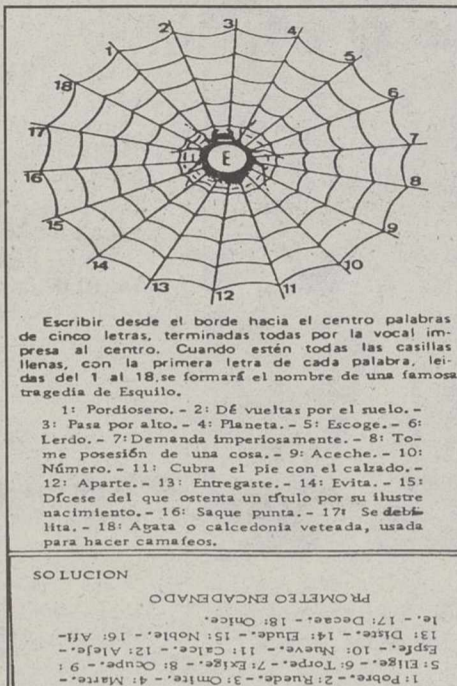 1
2
3
4
5
6
7
8
9
10
11
12
13
14
15
16
17
18
E
Escribir desde el borde hacia el centro palabras
de cinco letras, terminadas todas por la vocal im-
presa al centro. Cuando estén todas las casillas
llenas, con la primera letra de cada palabra, leí-
das del 1 al 18,se formará el nombre de una famosa
tragedia de Esquilo.
1: Pordiosero. - 2: Dé vueltas por el suelo. -
3: Pasa por alto. - 4: Planeta. - 5: Escoge. - 6:
Lerdo. - 7: Demanda imperiosamente. - 8: To-
me posesión de una cosa. - 9: Aceche. - 10:
Número. - 11: Cubra el pie con el calzado. -
12: Aparte. - 13: Entregaste. - 14: Evita. - 15:
Dícese del que ostenta un título por su ilustre
nacimiento. - 16: Saque punta. - 17: Se debi-
lita. - 18: Agata o calcedonia veteada, usada
para hacer camafeos.
SOLUCION
1: Pobre. - 2: Ruede. - 3: Omite. - 4: Marte. -
5: Elige. - 6: Torpe. - 7: Exige. - 8: Ocupe. - 9:
Espíe. - 10: Nueve. - 11: Calce. - 12: Aleje. -
13: Diste. - 14: Elude. - 15: Noble. - 16: Afi-
le. - 17: Decae. - 18: Onice.
PROMETEO ENCADENADO